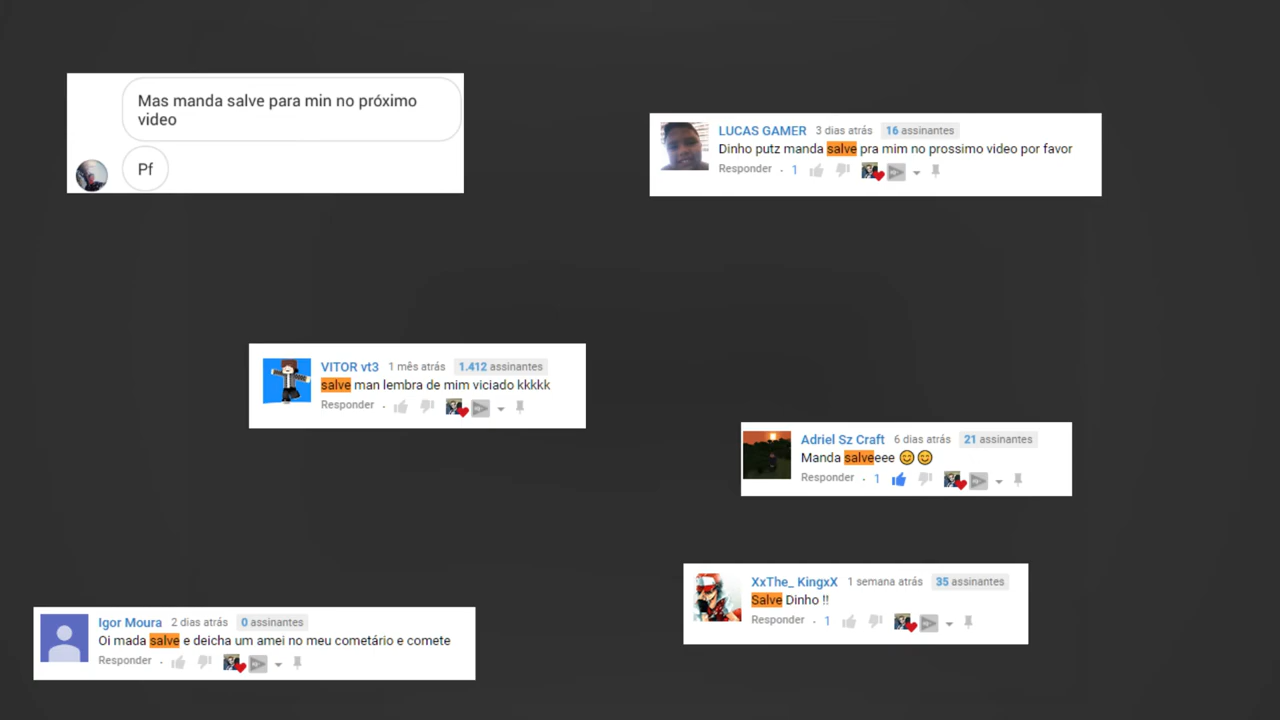 Mas manda salve para min no próximo
video
Pf
LUCAS GAMER 3 dias atrás 16 assinantes
Dinho putz manda salve pra mim no prossimo video por favor
Responder · 1
VITOR vt3 1 mês atrás 1.412 assinantes
salve man lembra de mim viciado kkkkk
Responder ·
Adriel Sz Craft 6 dias atrás 21 assinantes
Manda salveeee 😊 😊
Responder · 1
XxThe_ KingxX 1 semana atrás 35 assinantes
Salve Dinho !!
Responder · 1
Igor Moura 2 dias atrás 0 assinantes
Oi mada salve e deicha um amei no meu cometário e comete
Responder ·